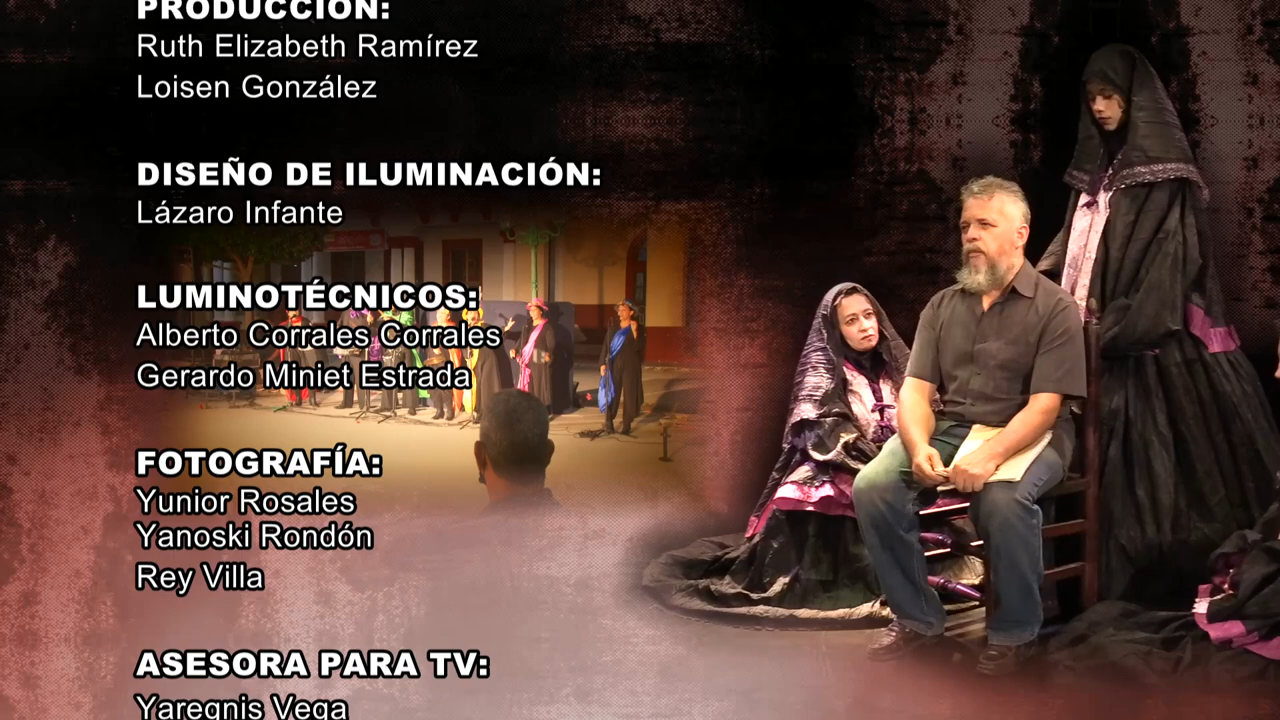 PRODUCCIÓN:
Ruth Elizabeth Ramírez
Loisen González
DISEÑO DE ILUMINACIÓN:
Lázaro Infante
LUMINOTÉCNICOS:
Alberto Corrales Corrales
Gerardo Miniet Estrada
FOTOGRAFÍA:
Yunior Rosales
Yanoski Rondón
Rey Villa
ASESORA PARA TV:
Yaregnis Vega